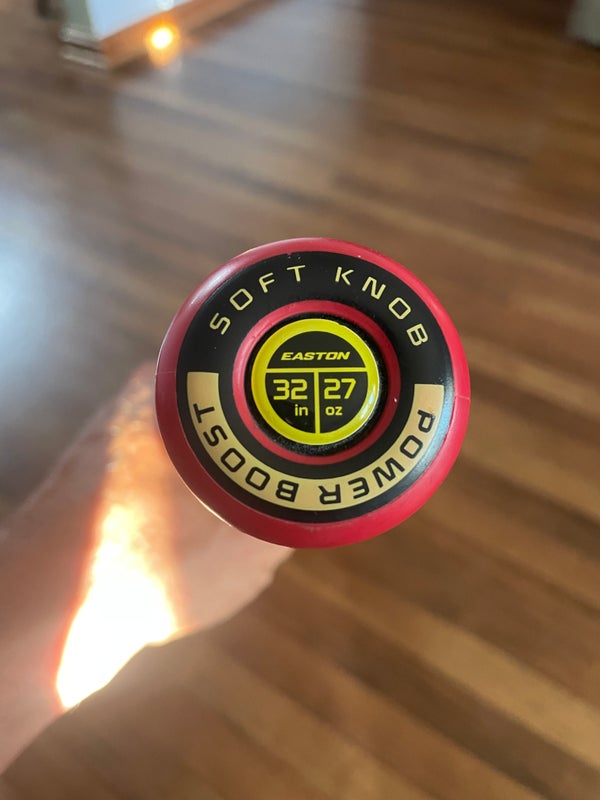 SOFT KNOB
EASTON
32 27
in oz
POWER BOOST